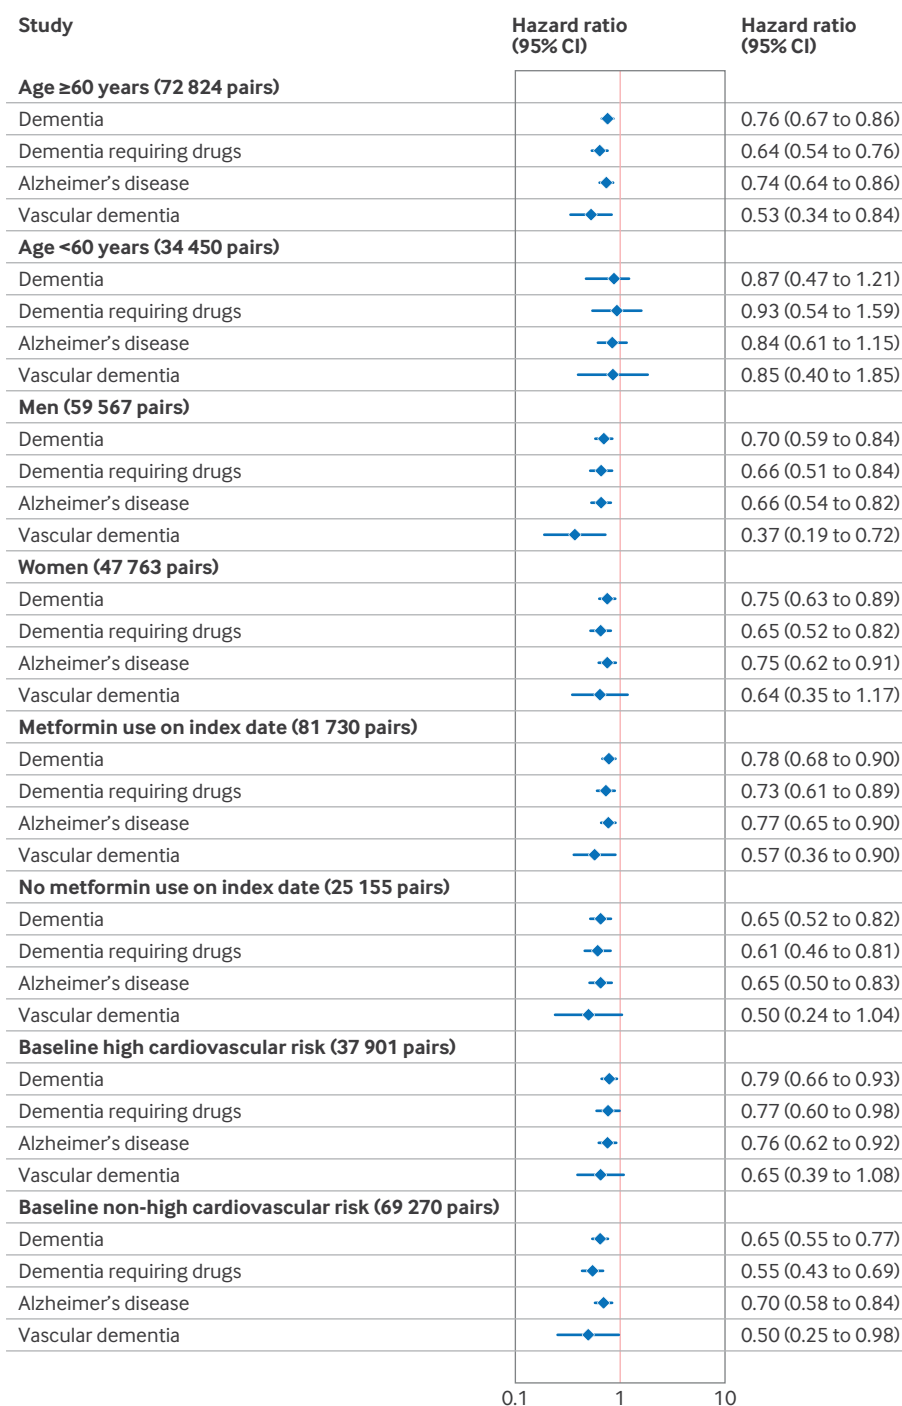 Study Hazard ratio Hazard ratio
(95% CI) (95% CI)
Age ≥60 years (72 824 pairs)
Dementia 0.76 (0.67 to 0.86)
Dementia requiring drugs 0.64 (0.54 to 0.76)
Alzheimer's disease 0.74 (0.64 to 0.86)
Vascular dementia 0.53 (0.34 to 0.84)
Age <60 years (34 450 pairs)
Dementia 0.87 (0.47 to 1.21)
Dementia requiring drugs 0.93 (0.54 to 1.59)
Alzheimer's disease 0.84 (0.61 to 1.15)
Vascular dementia 0.85 (0.40 to 1.85)
Men (59 567 pairs)
Dementia 0.70 (0.59 to 0.84)
Dementia requiring drugs 0.66 (0.51 to 0.84)
Alzheimer's disease 0.66 (0.54 to 0.82)
Vascular dementia 0.37 (0.19 to 0.72)
Women (47 763 pairs)
Dementia 0.75 (0.63 to 0.89)
Dementia requiring drugs 0.65 (0.52 to 0.82)
Alzheimer's disease 0.75 (0.62 to 0.91)
Vascular dementia 0.64 (0.35 to 1.17)
Metformin use on index date (81 730 pairs)
Dementia 0.78 (0.68 to 0.90)
Dementia requiring drugs 0.73 (0.61 to 0.89)
Alzheimer's disease 0.77 (0.65 to 0.90)
Vascular dementia 0.57 (0.36 to 0.90)
No metformin use on index date (25 155 pairs)
Dementia 0.65 (0.52 to 0.82)
Dementia requiring drugs 0.61 (0.46 to 0.81)
Alzheimer's disease 0.65 (0.50 to 0.83)
Vascular dementia 0.50 (0.24 to 1.04)
Baseline high cardiovascular risk (37 901 pairs)
Dementia 0.79 (0.66 to 0.93)
Dementia requiring drugs 0.77 (0.60 to 0.98)
Alzheimer's disease 0.76 (0.62 to 0.92)
Vascular dementia 0.65 (0.39 to 1.08)
Baseline non-high cardiovascular risk (69 270 pairs)
Dementia 0.65 (0.55 to 0.77)
Dementia requiring drugs 0.55 (0.43 to 0.69)
Alzheimer's disease 0.70 (0.58 to 0.84)
Vascular dementia 0.50 (0.25 to 0.98)
0.1 1 10